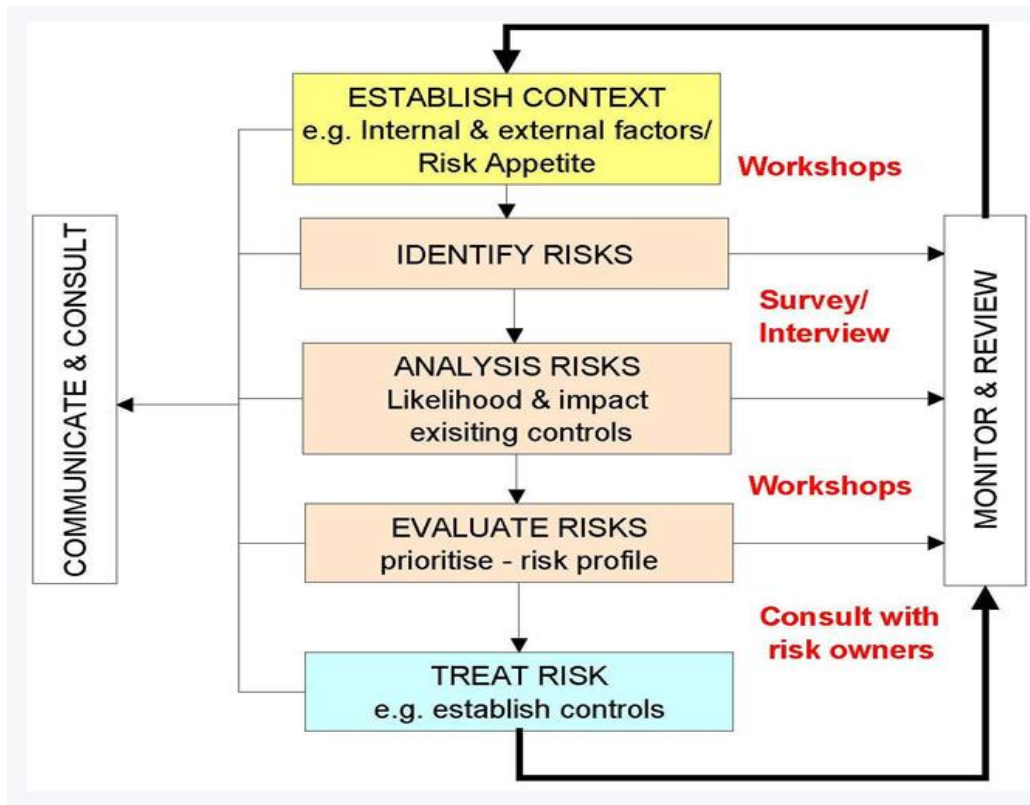 ESTABLISH CONTEXT
e.g. Internal & external factors/
Risk Appetite
Workshops
IDENTIFY RISKS
Survey/
Interview
ANALYSIS RISKS
Likelihood & impact
exisiting controls
Workshops
EVALUATE RISKS
prioritise - risk profile
Consult with
risk owners
TREAT RISK
e.g. establish controls
COMMUNICATE & CONSULT
MONITOR & REVIEW